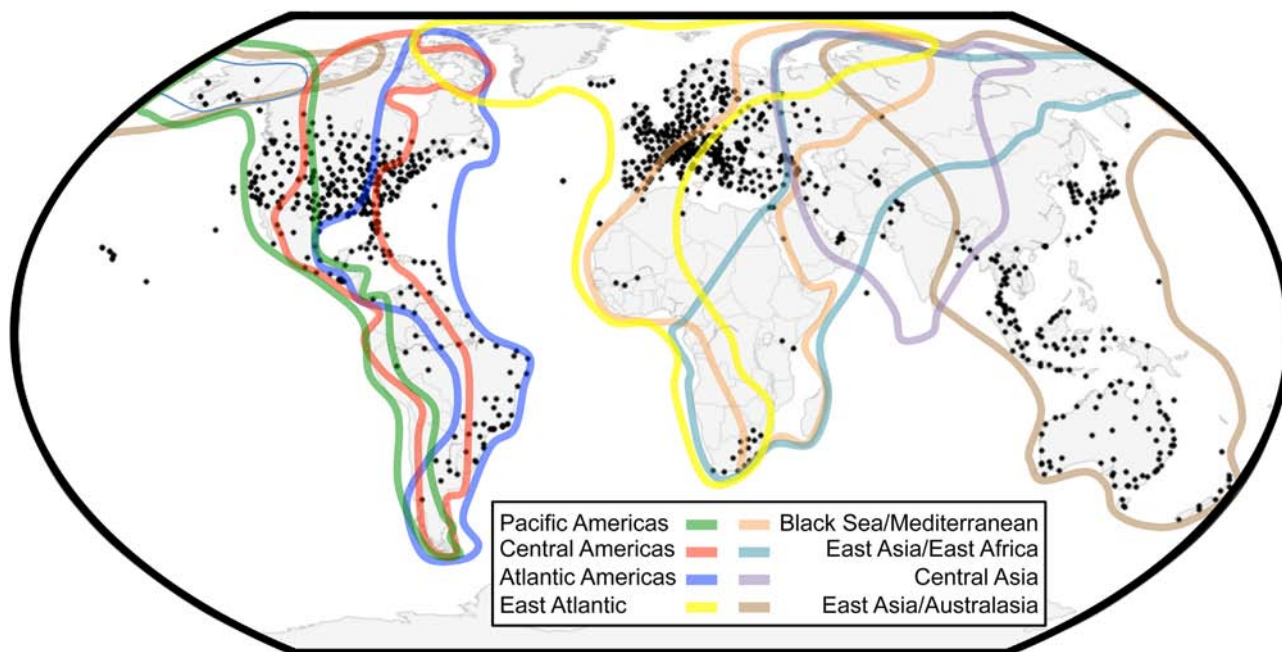 Pacific Americas Black Sea/Mediterranean
Central Americas East Asia/East Africa
Atlantic Americas Central Asia
East Atlantic East Asia/Australasia